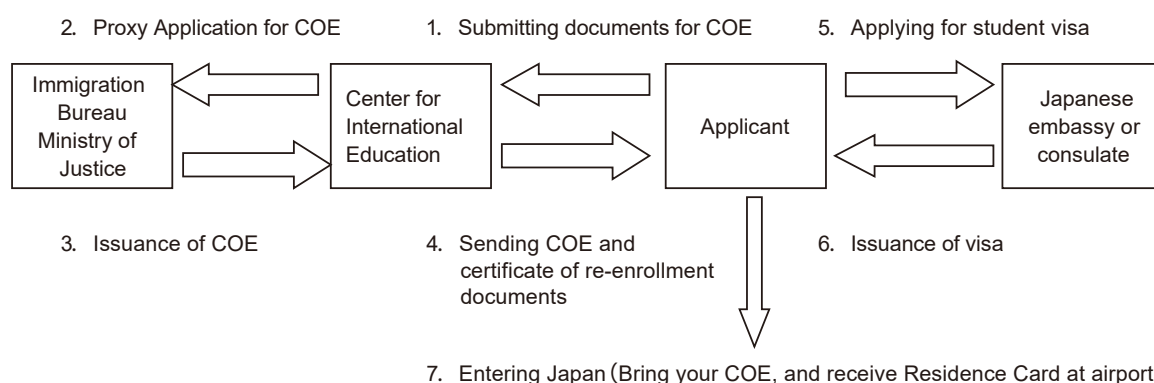 2. Proxy Application for COE
1. Submitting documents for COE
5. Applying for student visa
Immigration
Bureau
Ministry of
Justice
Center for
International
Education
Applicant
Japanese
embassy or
consulate
3. Issuance of COE
4. Sending COE and
certificate of re-enrollment
documents
6. Issuance of visa
7. Entering Japan（Bring your COE, and receive Residence Card at airport